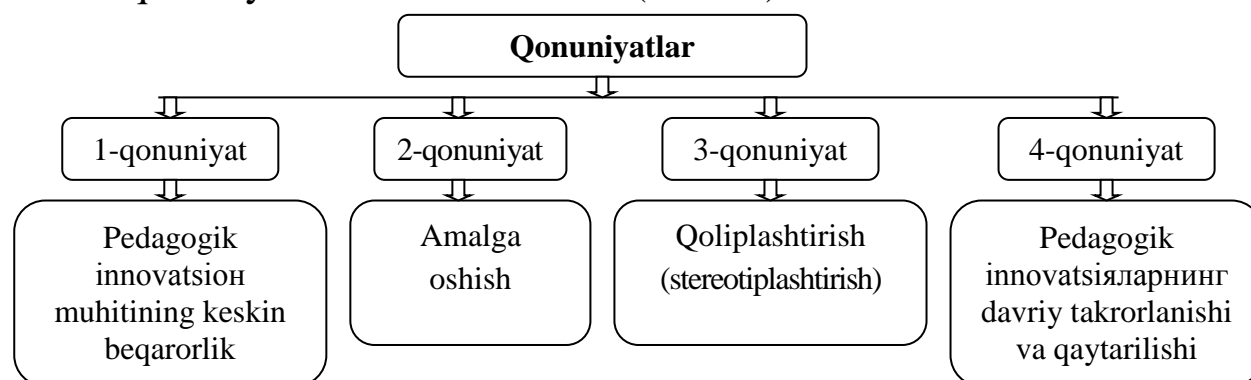 Qonuniyatlar
1-qonuniyat
2-qonuniyat
3-qonuniyat
4-qonuniyat
Pedagogik
innovatsiон
muhitining keskin
beqarorlik
Amalga
oshish
Qoliplashtirish
(stereotiplashtirish)
Pedagogik
innovatsiяларнинг
davriy takrorlanishi
va qaytarilishi